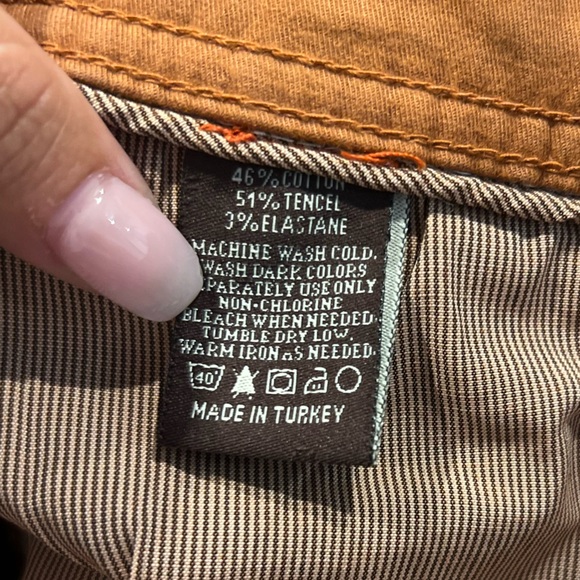 46% COTTON
51% TENCEL
3% ELASTANE
MACHINE WASH COLD.
WASH DARK COLORS
SEPARATELY USE ONLY
NON-CHLORINE
BLEACH WHEN NEEDED.
TUMBLE DRY LOW.
WARM IRON AS NEEDED.
40
MADE IN TURKEY